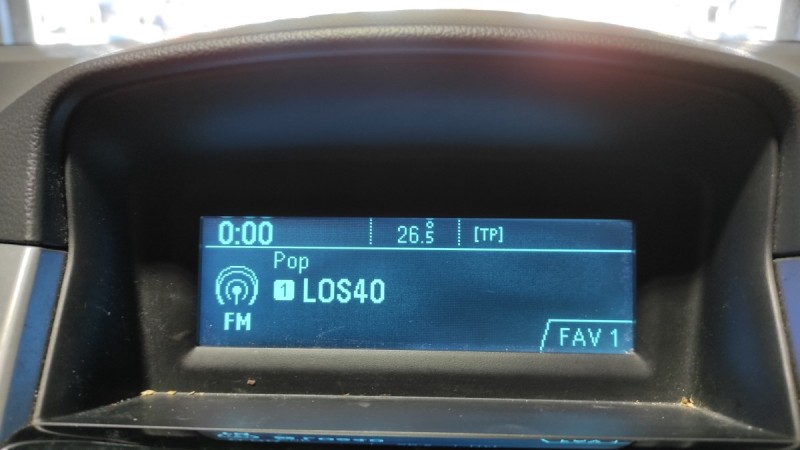 0:00 26.5° [TP]
Pop
1 LOS40
FM
FAV 1